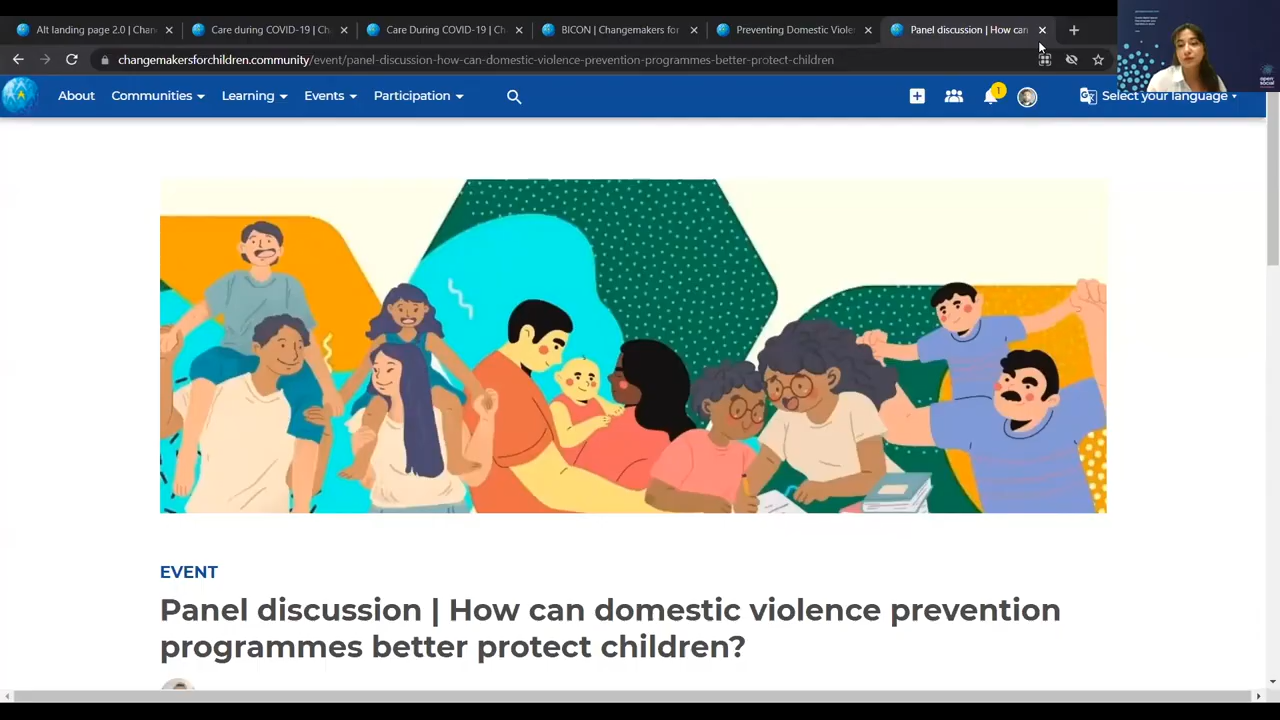 Alt landing page 2.0 | Chan
Care during COVID-19 | Ch
Care During COVID-19 | Ch
BICON | Changemakers for
Preventing Domestic Violen
Panel discussion | How can
changemakersforchildren.community/event/panel-discussion-how-can-domestic-violence-prevention-programmes-better-protect-children
About Communities Learning Events Participation
1
Select your language
open
social
EVENT
Panel discussion | How can domestic violence prevention
programmes better protect children?